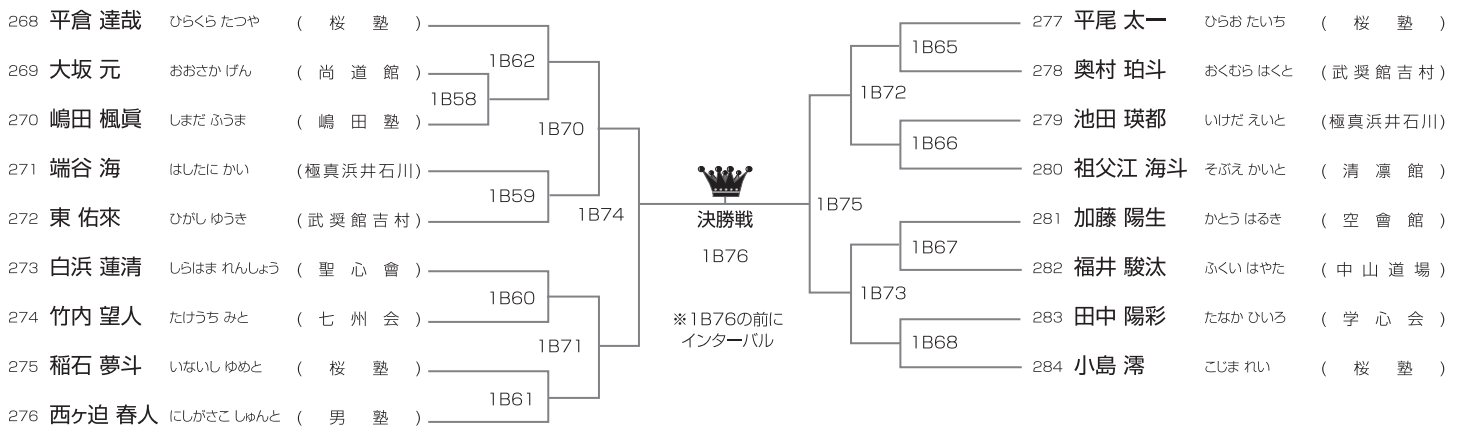 268 平倉 達哉 ひらくら たつや (桜塾)
269 大坂 元 おおさか げん (尚道館)
270 嶋田 楓眞 しまだ ふうま (嶋田塾)
271 端谷 海 はしたに かい (極真浜井石川)
272 東 佑來 ひがし ゆうき (武奨館吉村)
273 白浜 蓮清 しらはま れんしょう (聖心會)
274 竹内 望人 たけうち みと (七州会)
275 稲石 夢斗 いないし ゆめと (桜塾)
276 西ヶ迫 春人 にしがさこ しゅんと (男塾)
1B62
1B58
1B70
1B59
1B74
1B60
1B71
1B61
決勝戦
1B76
※1B76の前に
インターバル
1B65
1B72
1B66
1B75
1B67
1B73
1B68
277 平尾 太一 ひらお たいち (桜塾)
278 奥村 珀斗 おくむら はくと (武奨館吉村)
279 池田 瑛都 いけだ えいと (極真浜井石川)
280 祖父江 海斗 そぶえ かいと (清凛館)
281 加藤 陽生 かとう はるき (空會館)
282 福井 駿汰 ふくい はやた (中山道場)
283 田中 陽彩 たなか ひいろ (学心会)
284 小島 澪 こじま れい (桜塾)